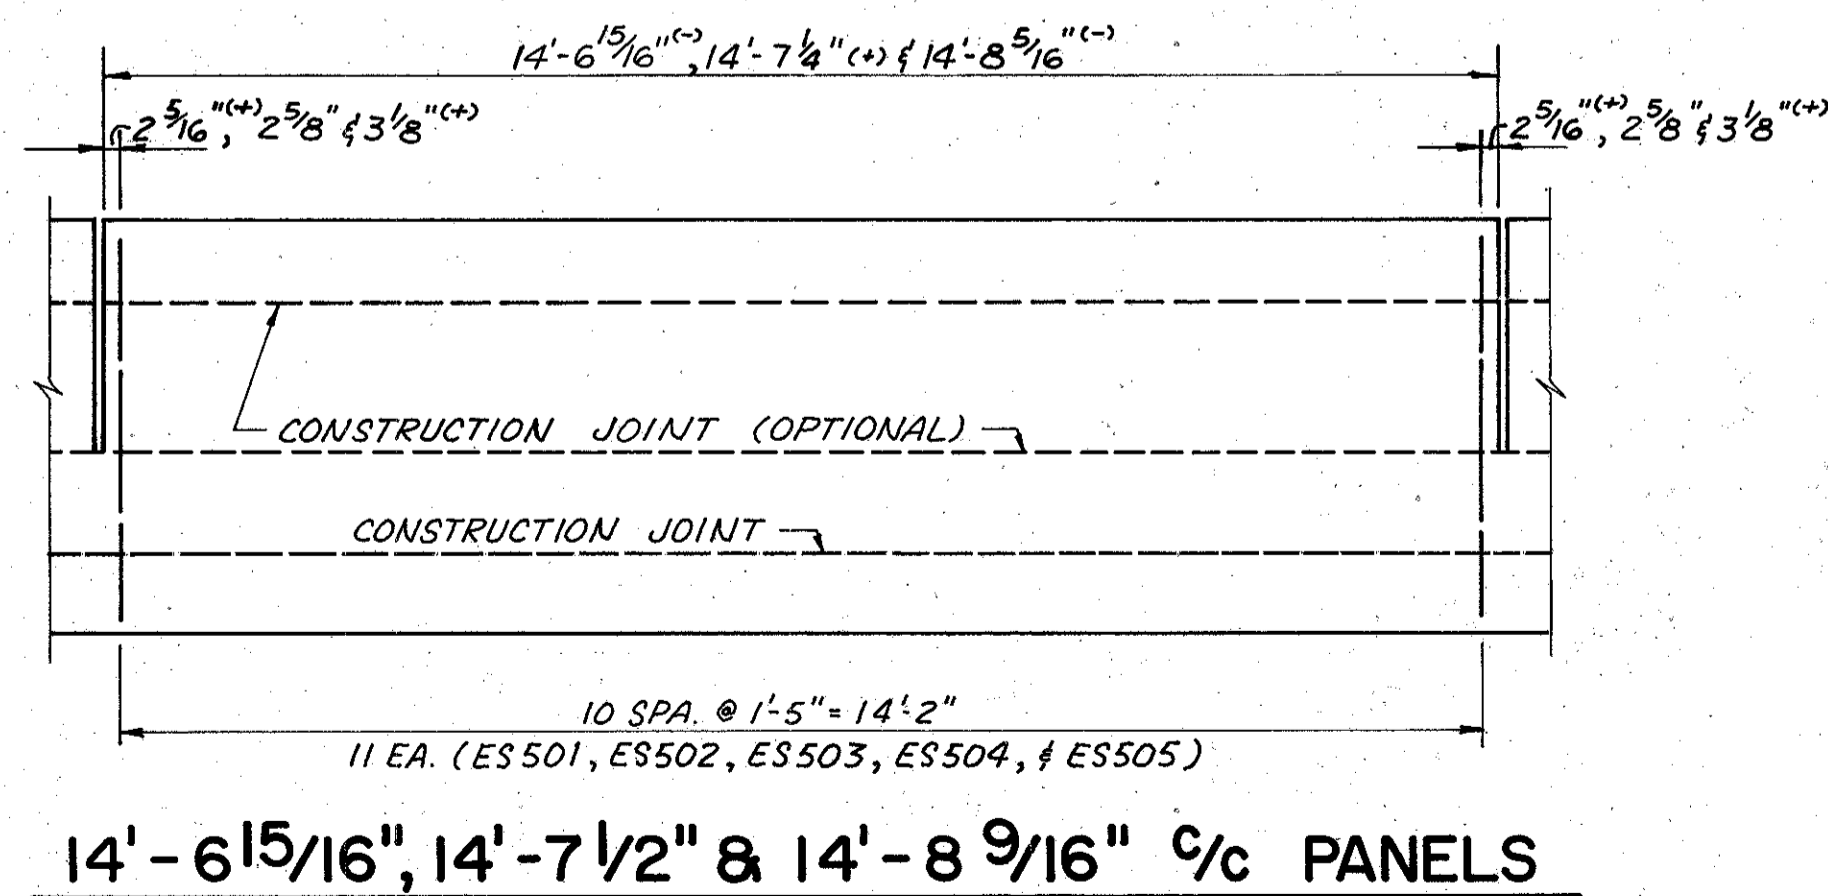 14'-6 15/16"(-), 14'-7 1/4"(+) & 14'-8 5/16"(-)
2 5/16"(+), 2 5/8" & 3 1/8"(+)
2 5/16"(+), 2 5/8" & 3 1/8"(+)
CONSTRUCTION JOINT (OPTIONAL)
CONSTRUCTION JOINT
10 SPA. @ 1'-5" = 14'-2"
11 EA. (ES501, ES502, ES503, ES504, & ES505)
14'-6 15/16", 14'-7 1/2" & 14'-8 9/16" c/c PANELS